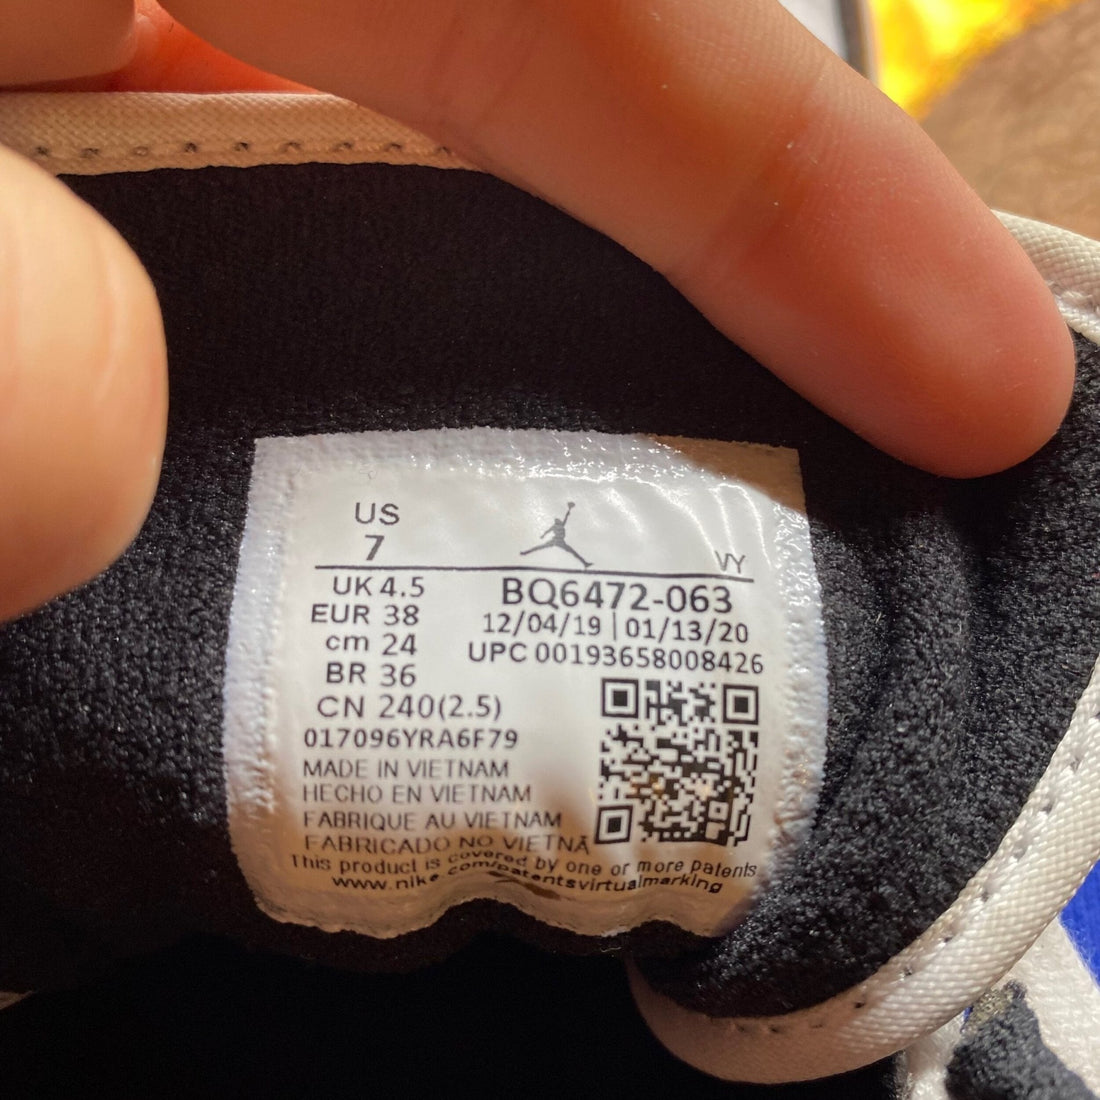 US
7
VY
UK 4.5
EUR 38
cm 24
BR 36
CN 240(2.5)
BQ6472-063
12/04/19 | 01/13/20
UPC 00193658008426
017096YRA6F79
MADE IN VIETNAM
HECHO EN VIETNAM
FABRIQUE AU VIETNAM
FABRICADO NO VIETNÃ
This product is covered by one or more patents
www.nike.com/patentsvirtualmarking